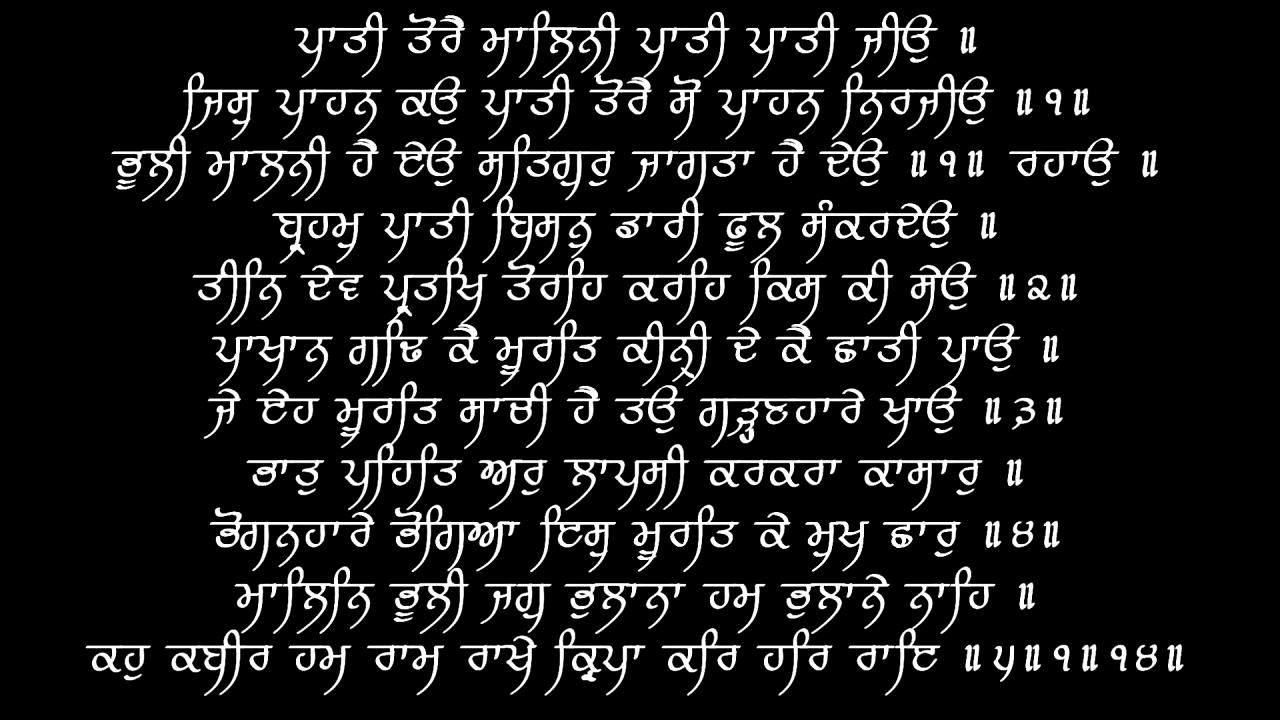 ਪਾਤੀ ਤੋਰੈ ਮਾਲਿਨੀ ਪਾਤੀ ਪਾਤੀ ਜੀਉ ॥
ਜਿਸੁ ਪਾਹਨ ਕਉ ਪਾਤੀ ਤੋਰੈ ਸੋ ਪਾਹਨ ਨਿਰਜੀਉ ॥੧॥
ਭੂਲੀ ਮਾਲਨੀ ਹੈ ਏਉ ਸਤਿਗੁਰੁ ਜਾਗਤਾ ਹੈ ਦੇਉ ॥੧॥ ਰਹਾਉ ॥
ਬ੍ਰਹਮੁ ਪਾਤੀ ਬਿਸਨੁ ਡਾਰੀ ਫੂਲ ਸੰਕਰਦੇਉ ॥
ਤੀਨਿ ਦੇਵ ਪ੍ਰਤਖਿ ਤੋਰਹਿ ਕਰਹਿ ਕਿਸ ਕੀ ਸੇਉ ॥੨॥
ਪਾਖਾਨ ਗਢਿ ਕੈ ਮੂਰਤਿ ਕੀਨ੍ਹੀ ਦੇ ਕੈ ਛਾਤੀ ਪਾਉ ॥
ਜੇ ਏਹ ਮੂਰਤਿ ਸਾਚੀ ਹੈ ਤਉ ਗੜ੍ਹਣਹਾਰੇ ਖਾਉ ॥੩॥
ਭਾਤੁ ਪਹਿਤਿ ਅਰੁ ਲਾਪਸੀ ਕਰਕਰਾ ਕਾਸਾਰੁ ॥
ਭੋਗਨਹਾਰੇ ਭੋਗਿਆ ਇਸੁ ਮੂਰਤਿ ਕੇ ਮੁਖ ਛਾਰੁ ॥੪॥
ਮਾਲਿਨਿ ਭੂਲੀ ਜਗੁ ਭੁਲਾਨਾ ਹਮ ਭੁਲਾਨੇ ਨਾਹਿ ॥
ਕਹੁ ਕਬੀਰ ਹਮ ਰਾਮ ਰਾਖੇ ਕ੍ਰਿਪਾ ਕਰਿ ਹਰਿ ਰਾਇ ॥੫॥੧॥੧੪॥